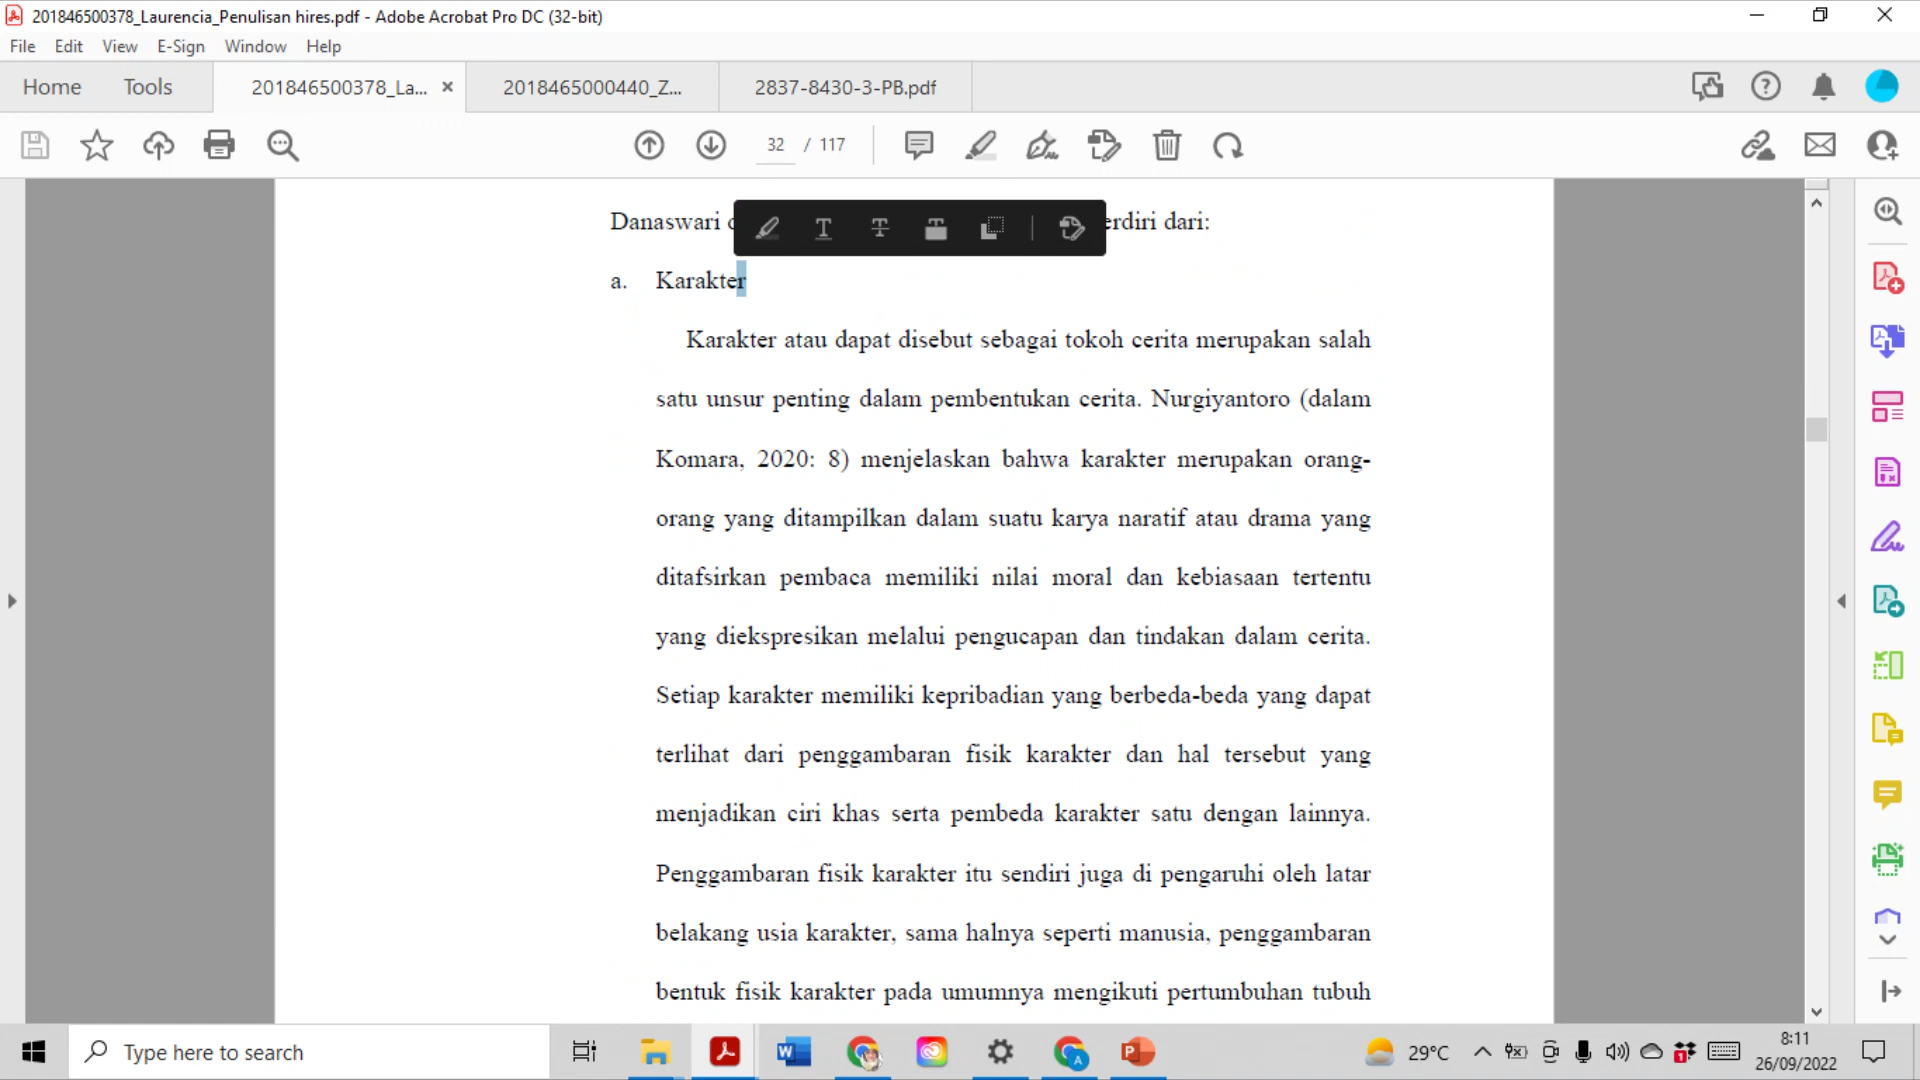 201846500378_Laurencia_Penulisan hires.pdf - Adobe Acrobat Pro DC (32-bit)
File Edit View E-Sign Window Help
Home Tools 201846500378_La... 2018465000440_Z... 2837-8430-3-PB.pdf
32 / 117
Danaswari erdiri dari:
a. Karakter
Karakter atau dapat disebut sebagai tokoh cerita merupakan salah
satu unsur penting dalam pembentukan cerita. Nurgiyantoro (dalam
Komara, 2020: 8) menjelaskan bahwa karakter merupakan orang-
orang yang ditampilkan dalam suatu karya naratif atau drama yang
ditafsirkan pembaca memiliki nilai moral dan kebiasaan tertentu
yang diekspresikan melalui pengucapan dan tindakan dalam cerita.
Setiap karakter memiliki kepribadian yang berbeda-beda yang dapat
terlihat dari penggambaran fisik karakter dan hal tersebut yang
menjadikan ciri khas serta pembeda karakter satu dengan lainnya.
Penggambaran fisik karakter itu sendiri juga di pengaruhi oleh latar
belakang usia karakter, sama halnya seperti manusia, penggambaran
bentuk fisik karakter pada umumnya mengikuti pertumbuhan tubuh
Type here to search
29°C
8:11
26/09/2022